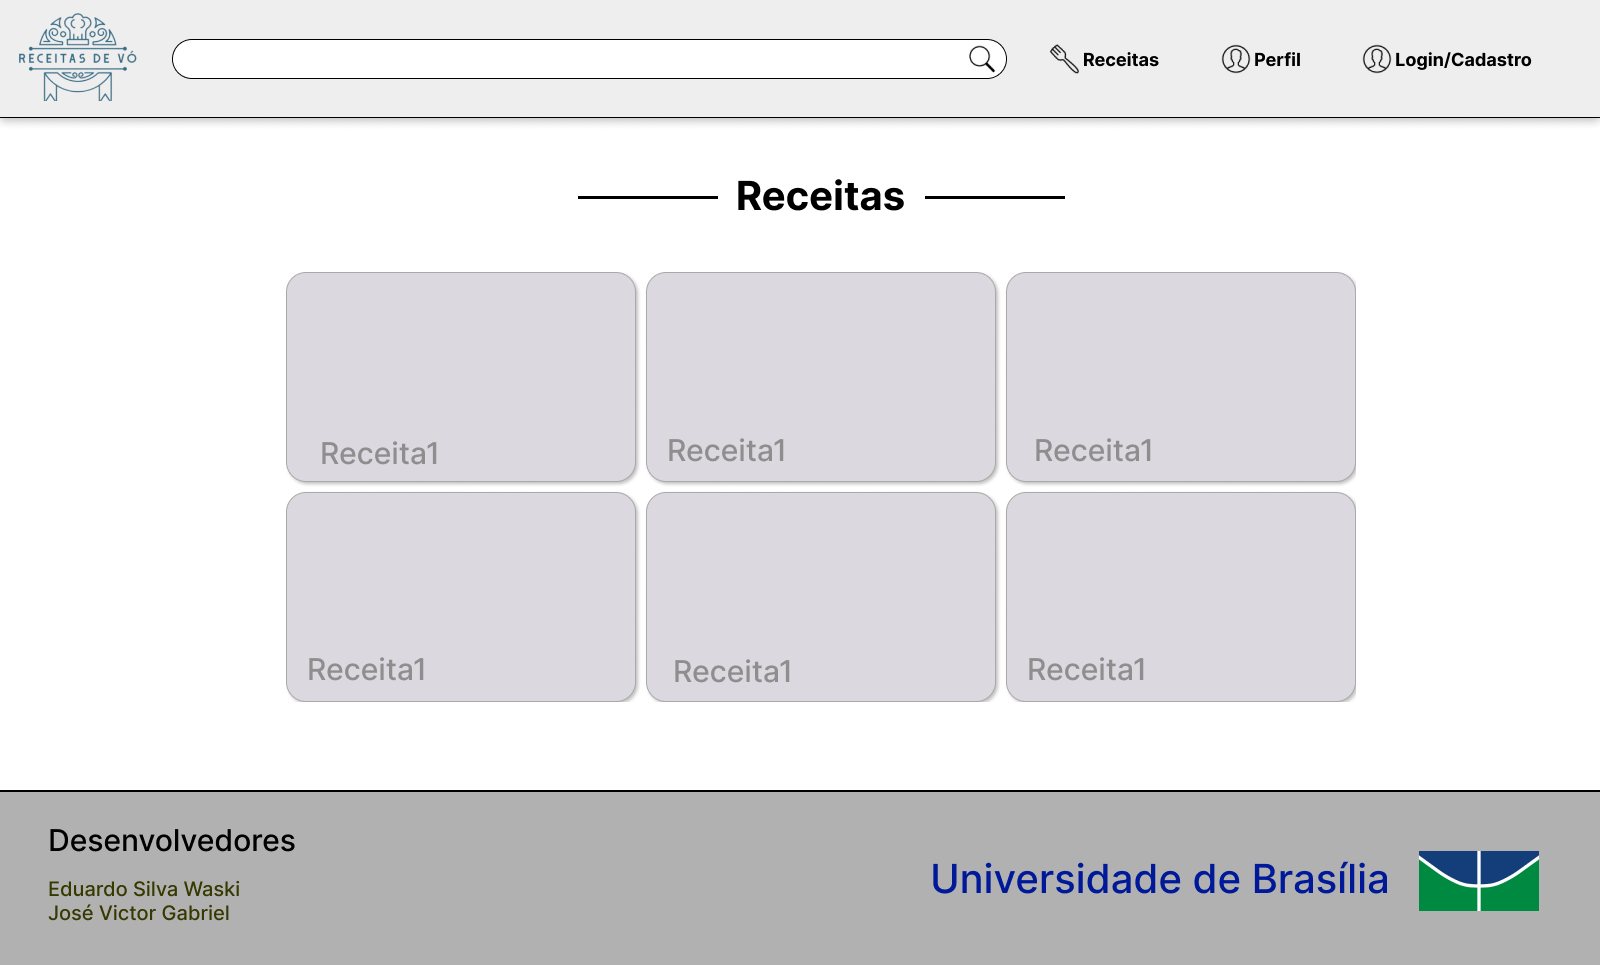 RECEITAS DE VÓ
Receitas
Perfil
Login/Cadastro
Receitas
Receita1
Receita1
Receita1
Receita1
Receita1
Receita1
Desenvolvedores
Eduardo Silva Waski
José Victor Gabriel
Universidade de Brasília